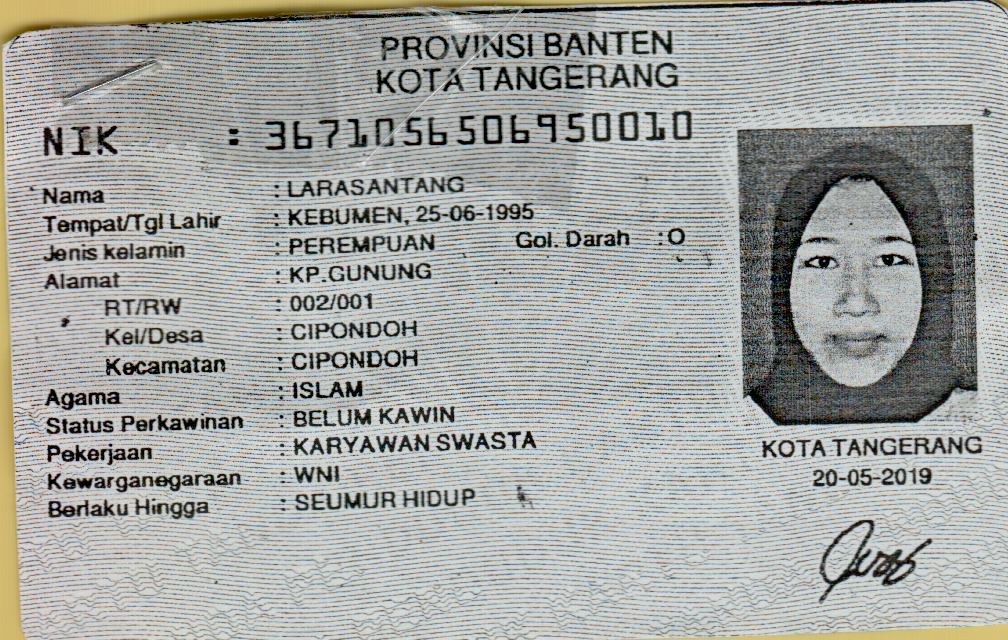 PROVINSI BANTEN
KOTA TANGERANG
NIK : 3671056506950010
Nama : LARASANTANG
Tempat/Tgl Lahir : KEBUMEN, 25-06-1995
Jenis kelamin : PEREMPUAN Gol. Darah : O
Alamat : KP.GUNUNG
RT/RW : 002/001
Kel/Desa : CIPONDOH
Kecamatan : CIPONDOH
Agama : ISLAM
Status Perkawinan : BELUM KAWIN
Pekerjaan : KARYAWAN SWASTA
Kewarganegaraan : WNI
Berlaku Hingga : SEUMUR HIDUP
KOTA TANGERANG
20-05-2019